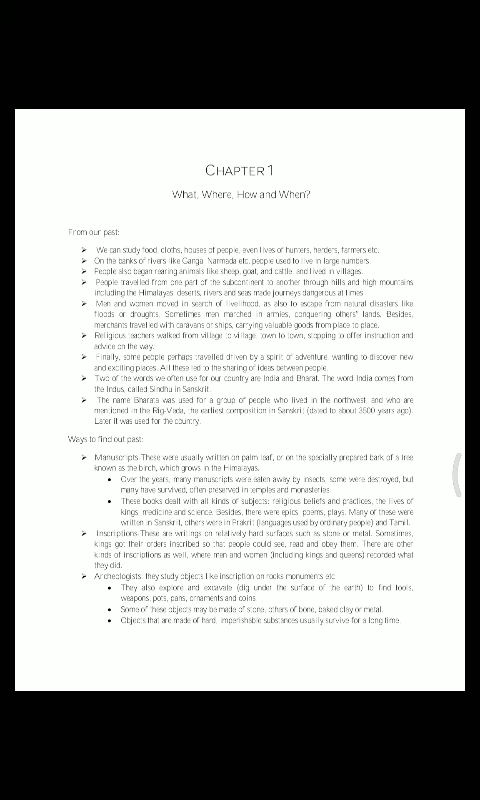 CHAPTER 1
What, Where, How and When?
From our past:
➢ We can study food, cloths, houses of people, even lives of hunters, herders, farmers etc.
➢ On the banks of rivers like Ganga, Narmada etc. people used to live in large numbers.
➢ People also began rearing animals like sheep, goat, and cattle, and lived in villages.
➢ People travelled from one part of the subcontinent to another through hills and high mountains
including the Himalayas, deserts, rivers and seas made journeys dangerous at times
➢ Men and women moved in search of livelihood, as also to escape from natural disasters like
floods or droughts. Sometimes men marched in armies, conquering others" lands. Besides,
merchants travelled with caravans or ships, carrying valuable goods from place to place.
➢ Religious teachers walked from village to village, town to town, stopping to offer instruction and
advice on the way.
➢ Finally, some people perhaps travelled driven by a spirit of adventure, wanting to discover new
and exciting places. All these led to the sharing of ideas between people.
➢ Two of the words we often use for our country are India and Bharat. The word India comes from
the Indus, called Sindhu in Sanskrit.
➢ The name Bharata was used for a group of people who lived in the northwest, and who are
mentioned in the Rig-Veda, the earliest composition in Sanskrit (dated to about 3500 years ago).
Later it was used for the country.
Ways to find out past:
➢ Manuscripts-These were usually written on palm leaf, or on the specially prepared bark of a tree
known as the birch, which grows in the Himalayas.
• Over the years, many manuscripts were eaten away by insects, some were destroyed, but
many have survived, often preserved in temples and monasteries.
• These books dealt with all kinds of subjects: religious beliefs and practices, the lives of
kings, medicine and science. Besides, there were epics, poems, plays. Many of these were
written in Sanskrit, others were in Prakrit (languages used by ordinary people) and Tamil.
➢ Inscriptions-These are writings on relatively hard surfaces such as stone or metal. Sometimes,
kings got their orders inscribed so that people could see, read and obey them. There are other
kinds of inscriptions as well, where men and women (including kings and queens) recorded what
they did.
➢ Archeologists: they study objects like inscription on rocks monuments etc
• They also explore and excavate (dig under the surface of the earth) to find tools,
weapons, pots, pans, ornaments and coins
• Some of these objects may be made of stone, others of bone, baked clay or metal.
• Objects that are made of hard, imperishable substances usually survive for a long time.